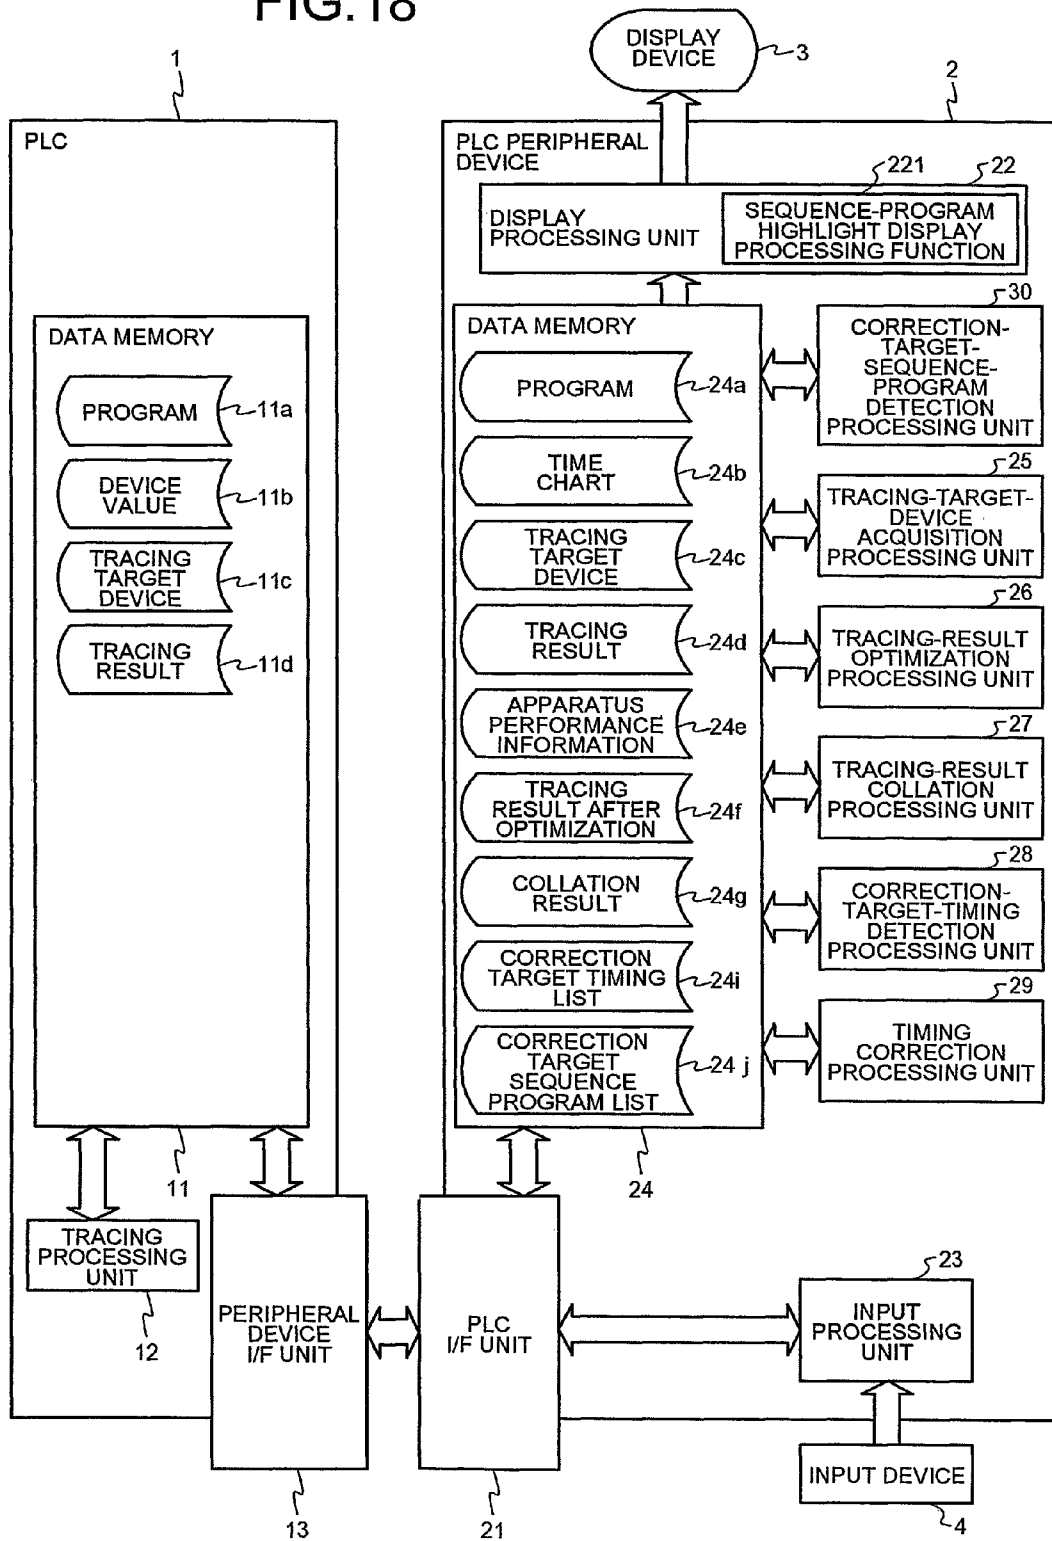 FIG.18
DISPLAY
DEVICE
3
1
PLC
DATA MEMORY
PROGRAM
11a
DEVICE
VALUE
11b
TRACING
TARGET
DEVICE
11c
TRACING
RESULT
11d
11
TRACING
PROCESSING
UNIT
12
PERIPHERAL
DEVICE
I/F UNIT
13
2
PLC PERIPHERAL
DEVICE
22
221
DISPLAY
PROCESSING UNIT
SEQUENCE-PROGRAM
HIGHLIGHT DISPLAY
PROCESSING FUNCTION
DATA MEMORY
PROGRAM
24a
TIME
CHART
24b
TRACING
TARGET
DEVICE
24c
TRACING
RESULT
24d
APPARATUS
PERFORMANCE
INFORMATION
24e
TRACING
RESULT AFTER
OPTIMIZATION
24f
COLLATION
RESULT
24g
CORRECTION
TARGET TIMING
LIST
24i
CORRECTION
TARGET
SEQUENCE
PROGRAM LIST
24 j
24
30
CORRECTION-
TARGET-
SEQUENCE-
PROGRAM
DETECTION
PROCESSING UNIT
25
TRACING-TARGET-
DEVICE
ACQUISITION
PROCESSING UNIT
26
TRACING-RESULT
OPTIMIZATION
PROCESSING UNIT
27
TRACING-RESULT
COLLATION
PROCESSING UNIT
28
CORRECTION-
TARGET-TIMING
DETECTION
PROCESSING UNIT
29
TIMING
CORRECTION
PROCESSING UNIT
PLC
I/F UNIT
21
23
INPUT
PROCESSING
UNIT
INPUT DEVICE
4